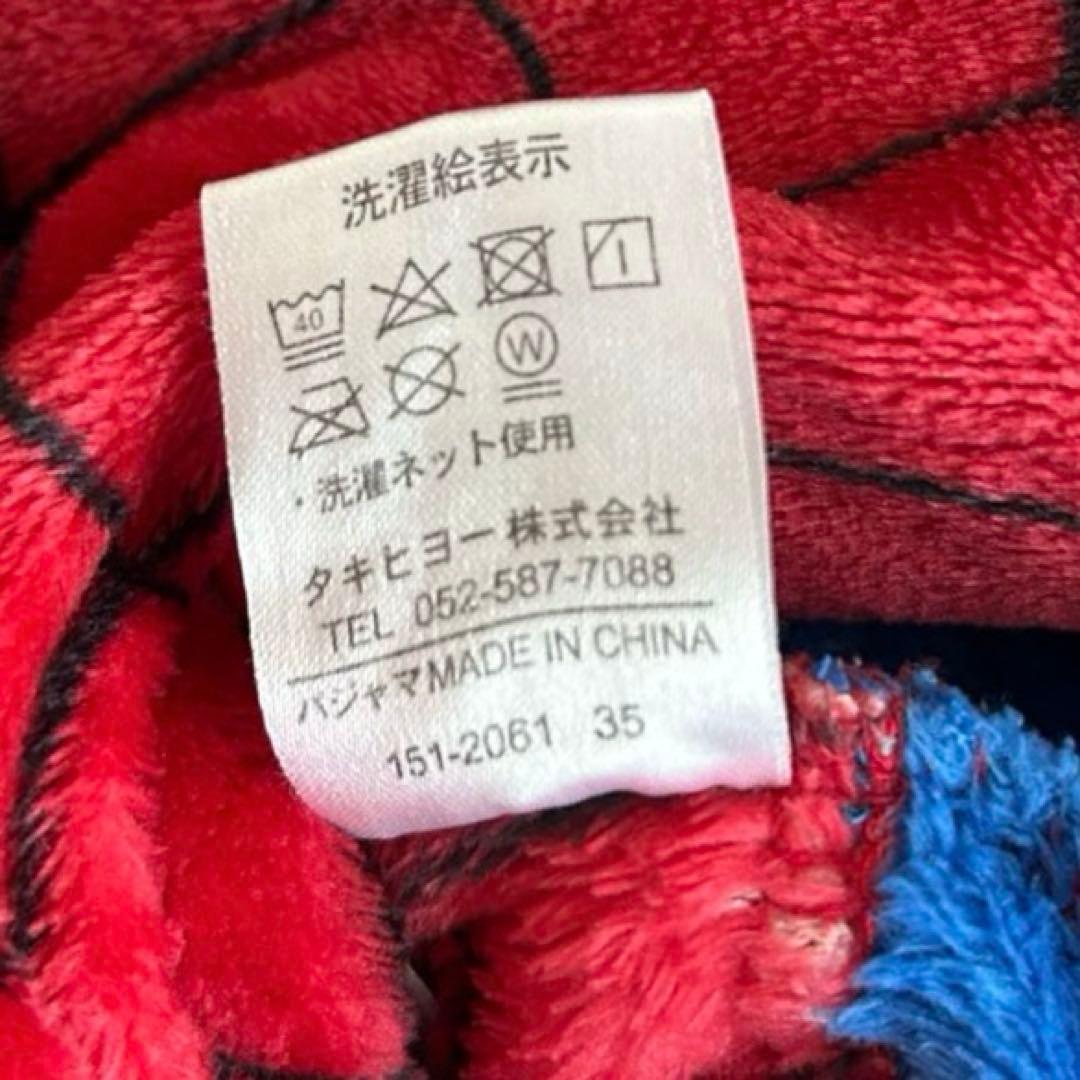 洗濯絵表示
40
W
・洗濯ネット使用
タキヒヨー株式会社
TEL 052-587-7088
パジャマMADE IN CHINA
151-2061 35